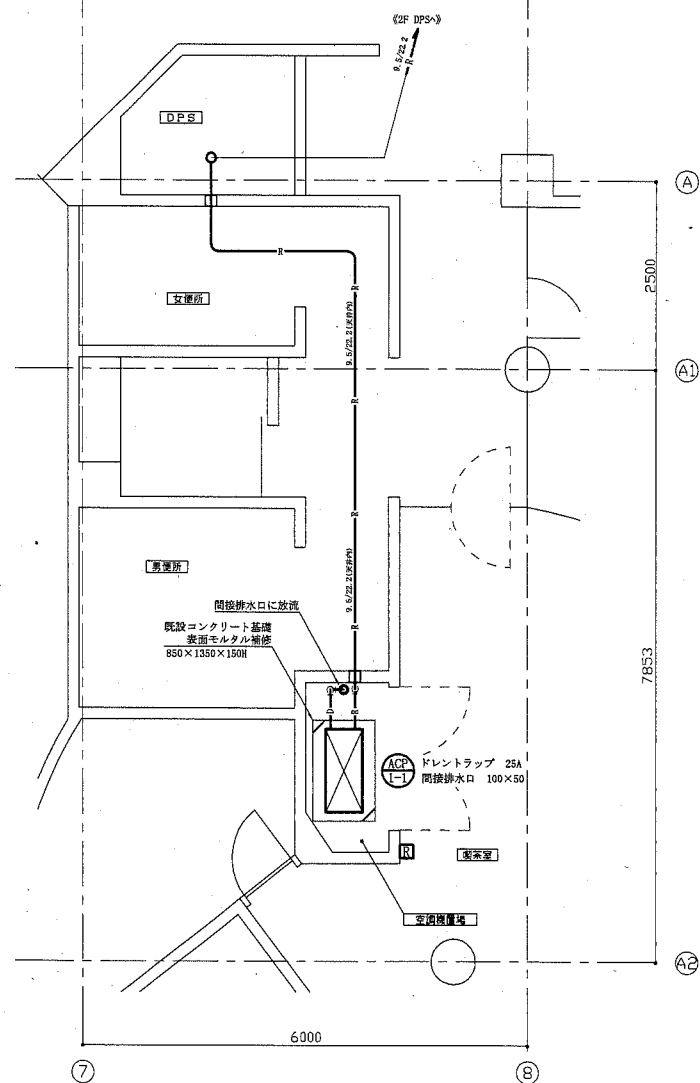 《2F DPSへ》
9.5/22.2
R
DPS
A
R
2500
女便所
R
9.5/22.2(天井内)
A1
R
R
男便所
9.5/22.2(天井内)
間接排水口に放流
R
既設コンクリート基礎
表面モルタル補修
850×1350×150H
7853
D
R
ACP
1-1
ドレントラップ 25A
間接排水口 100×50
R
喫茶室
空調機置場
A2
6000
7
8